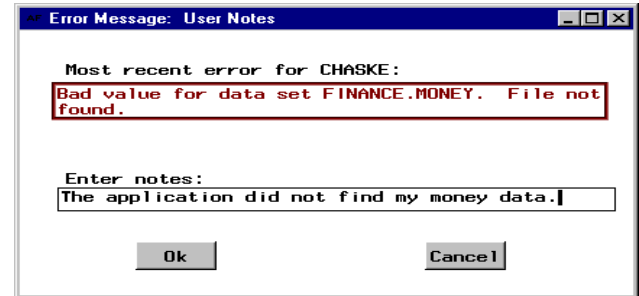 Error Message: User Notes
Most recent error for CHASKE:
Bad value for data set FINANCE.MONEY. File not
found.
Enter notes:
The application did not find my money data.
Ok Cancel